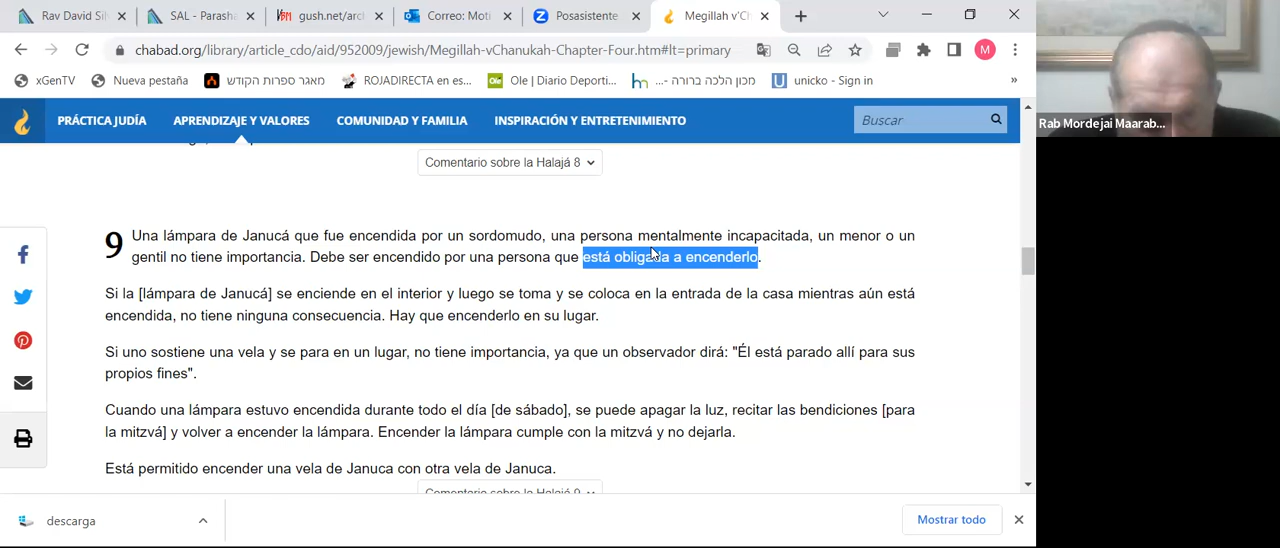 Rav David Sil
SAL - Parasha
gush.net/arc
Correo: Moti
Posasistente
Megillah v'C
chabad.org/library/article_cdo/aid/952009/jewish/Megillah-vChanukah-Chapter-Four.htm#lt=primary
M
xGenTV
Nueva pestaña
מאגר ספרות הקודש
ROJADIRECTA en es...
Ole | Diario Deporti...
מכון הלכה ברורה -...
unicko - Sign in
»
PRÁCTICA JUDÍA
APRENDIZAJE Y VALORES
COMUNIDAD Y FAMILIA
INSPIRACIÓN Y ENTRETENIMIENTO
Buscar
Rab Mordejai Maarab...
Comentario sobre la Halajá 8
9 Una lámpara de Janucá que fue encendida por un sordomudo, una persona mentalmente incapacitada, un menor o un
gentil no tiene importancia. Debe ser encendido por una persona que está obligada a encenderlo.
Si la [lámpara de Janucá] se enciende en el interior y luego se toma y se coloca en la entrada de la casa mientras aún está
encendida, no tiene ninguna consecuencia. Hay que encenderlo en su lugar.
Si uno sostiene una vela y se para en un lugar, no tiene importancia, ya que un observador dirá: "Él está parado allí para sus
propios fines".
Cuando una lámpara estuvo encendida durante todo el día [de sábado], se puede apagar la luz, recitar las bendiciones [para
la mitzvá] y volver a encender la lámpara. Encender la lámpara cumple con la mitzvá y no dejarla.
Está permitido encender una vela de Januca con otra vela de Januca.
Comentario sobre la Halajá 9
descarga
Mostrar todo